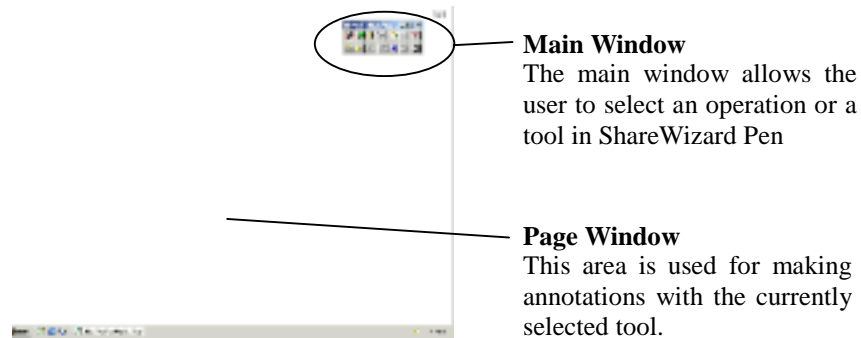 Main Window
The main window allows the
user to select an operation or a
tool in ShareWizard Pen
Page Window
This area is used for making
annotations with the currently
selected tool.